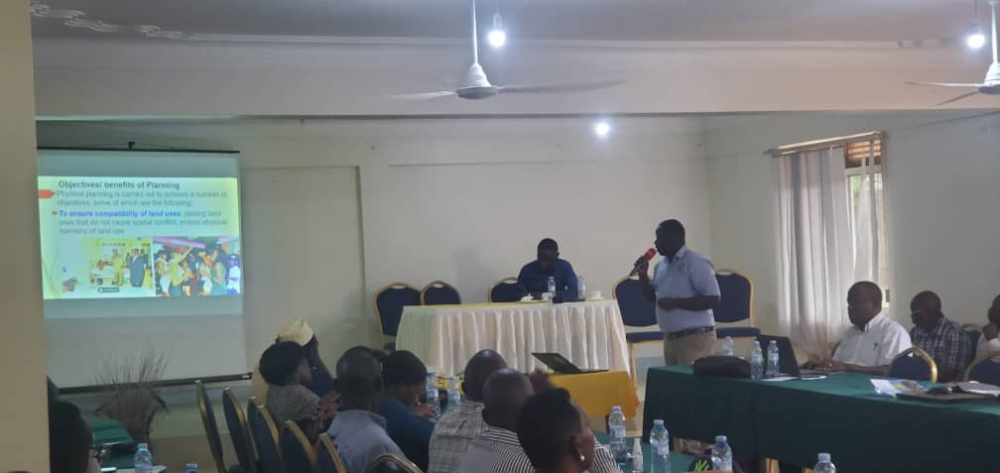 Objectives/ benefits of Planning
Physical planning is carried out to achieve a number of
objectives, some of which are the following;
To ensure compatibility of land uses; placing land
uses that do not cause spatial conflict; ensure physical
harmony of land use